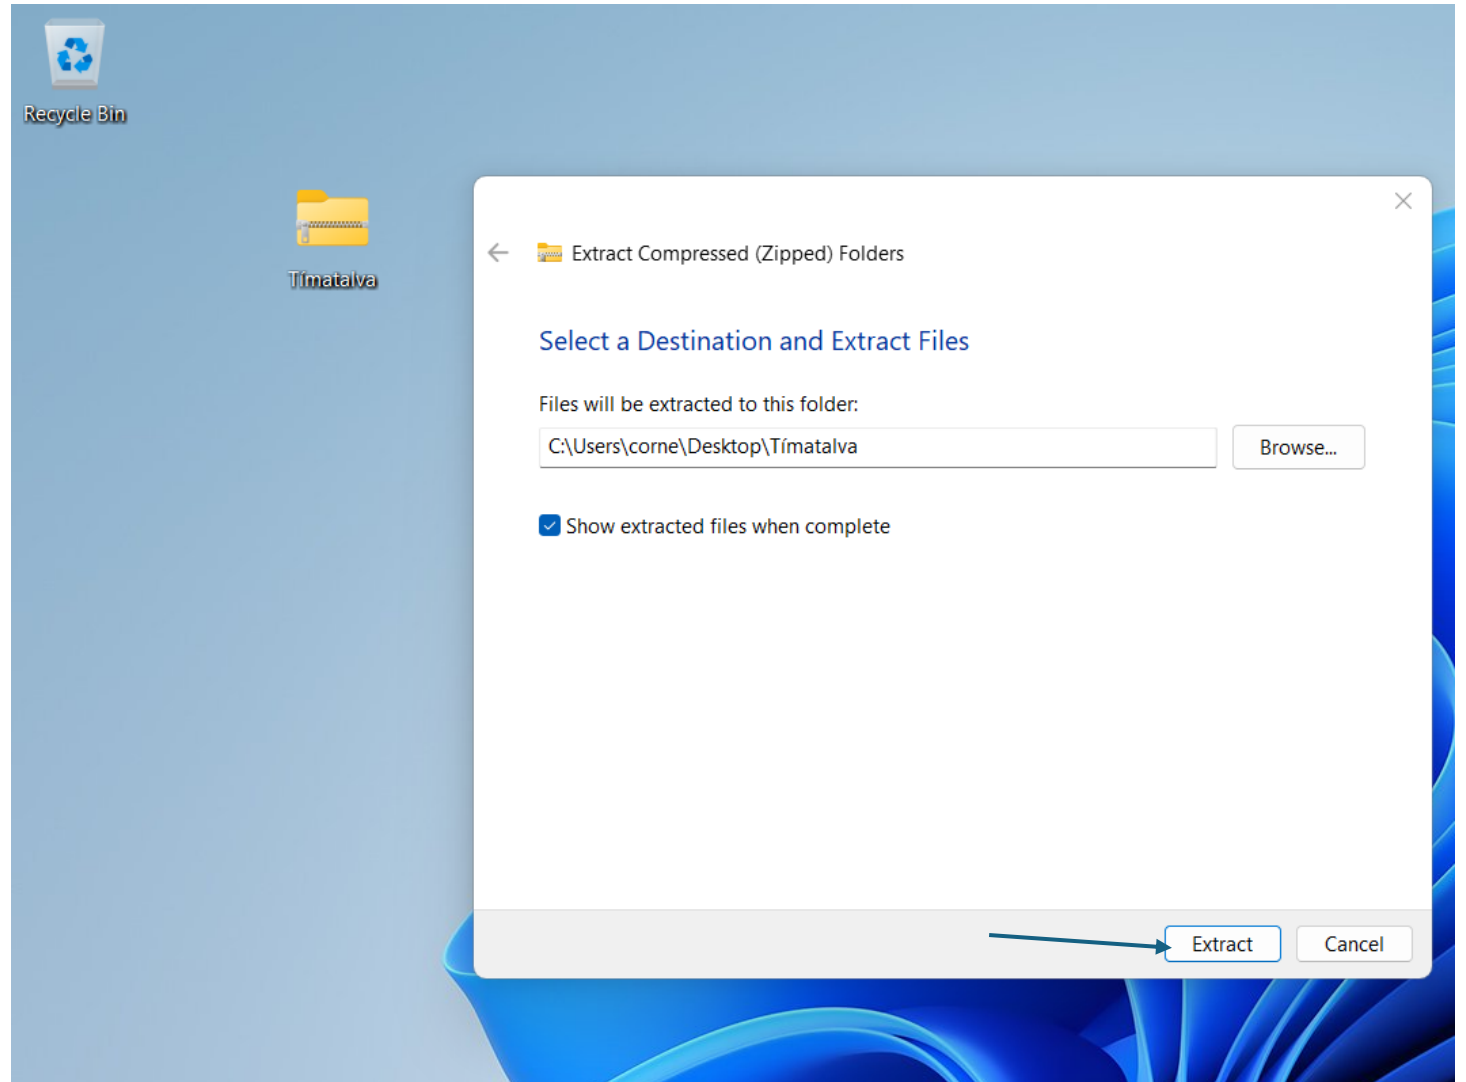 Recycle Bin
Tímatalva
Extract Compressed (Zipped) Folders
Select a Destination and Extract Files
Files will be extracted to this folder:
C:\Users\corne\Desktop\Tímatalva
Browse...
Show extracted files when complete
Extract
Cancel